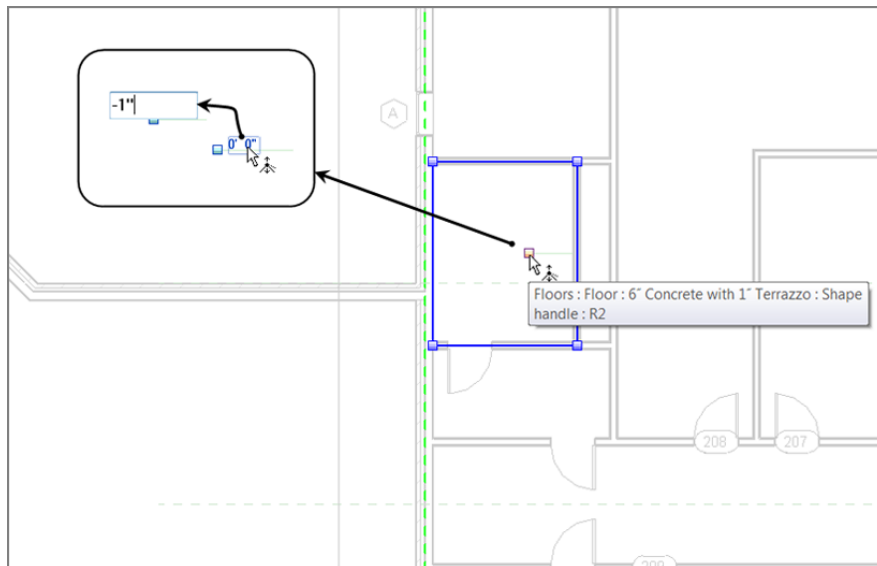 -1"
0' 0"
A
Floors : Floor : 6″ Concrete with 1″ Terrazzo : Shape
handle : R2
208
207